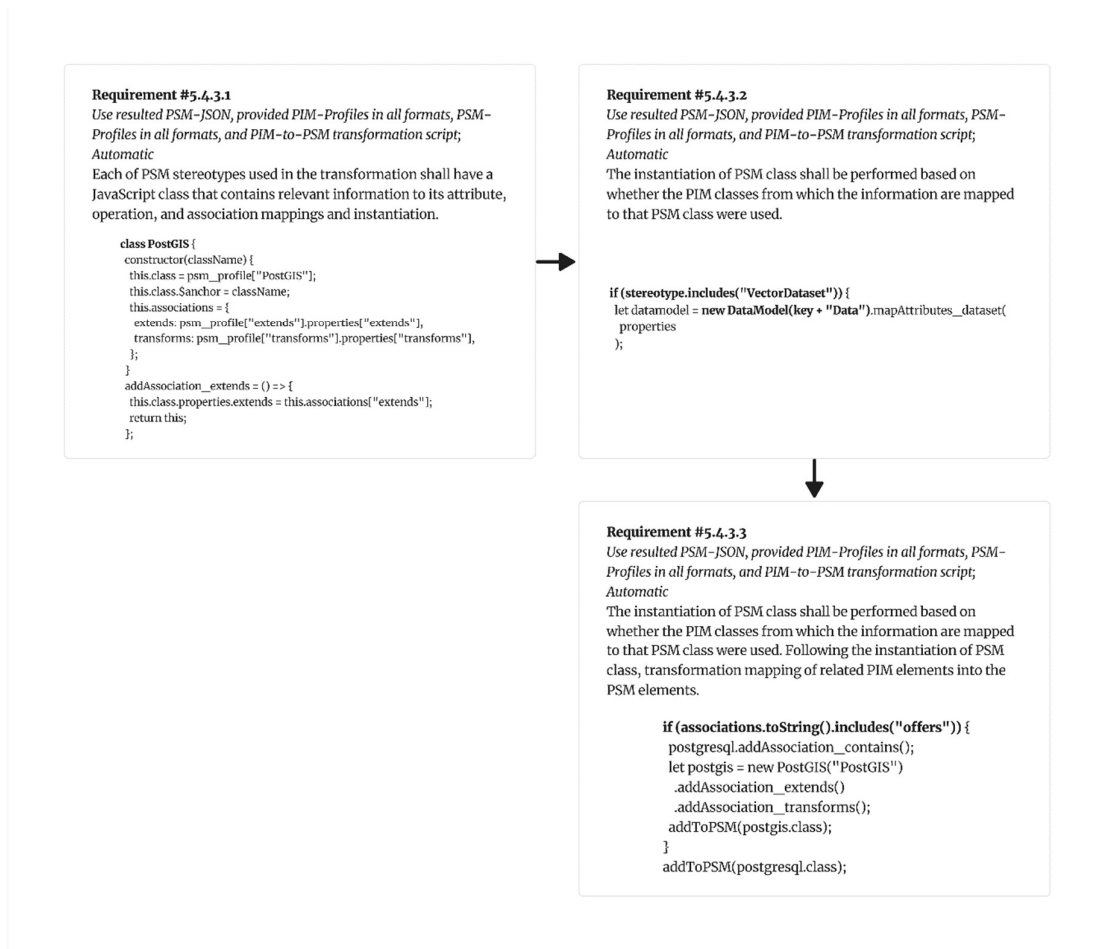 Requirement #5.4.3.1
Use resulted PSM-JSON, provided PIM-Profiles in all formats, PSM-
Profiles in all formats, and PIM-to-PSM transformation script;
Automatic
Each of PSM stereotypes used in the transformation shall have a
JavaScript class that contains relevant information to its attribute,
operation, and association mappings and instantiation.
class PostGIS {
constructor(className) {
this.class = psm_profile["PostGIS"];
this.class.$anchor = className;
this.associations = {
extends: psm_profile["extends"].properties["extends"],
transforms: psm_profile["transforms"].properties["transforms"],
};
}
addAssociation_extends = () => {
this.class.properties.extends = this.associations["extends"];
return this;
};
Requirement #5.4.3.2
Use resulted PSM-JSON, provided PIM-Profiles in all formats, PSM-
Profiles in all formats, and PIM-to-PSM transformation script;
Automatic
The instantiation of PSM class shall be performed based on
whether the PIM classes from which the information are mapped
to that PSM class were used.
if (stereotype.includes("VectorDataset")) {
let datamodel = new DataModel(key + "Data").mapAttributes_dataset(
properties
);
Requirement #5.4.3.3
Use resulted PSM-JSON, provided PIM-Profiles in all formats, PSM-
Profiles in all formats, and PIM-to-PSM transformation script;
Automatic
The instantiation of PSM class shall be performed based on
whether the PIM classes from which the information are mapped
to that PSM class were used. Following the instantiation of PSM
class, transformation mapping of related PIM elements into the
PSM elements.
if (associations.toString().includes("offers")) {
postgresql.addAssociation_contains();
let postgis = new PostGIS("PostGIS")
.addAssociation_extends()
.addAssociation_transforms();
addToPSM(postgis.class);
}
addToPSM(postgresql.class);